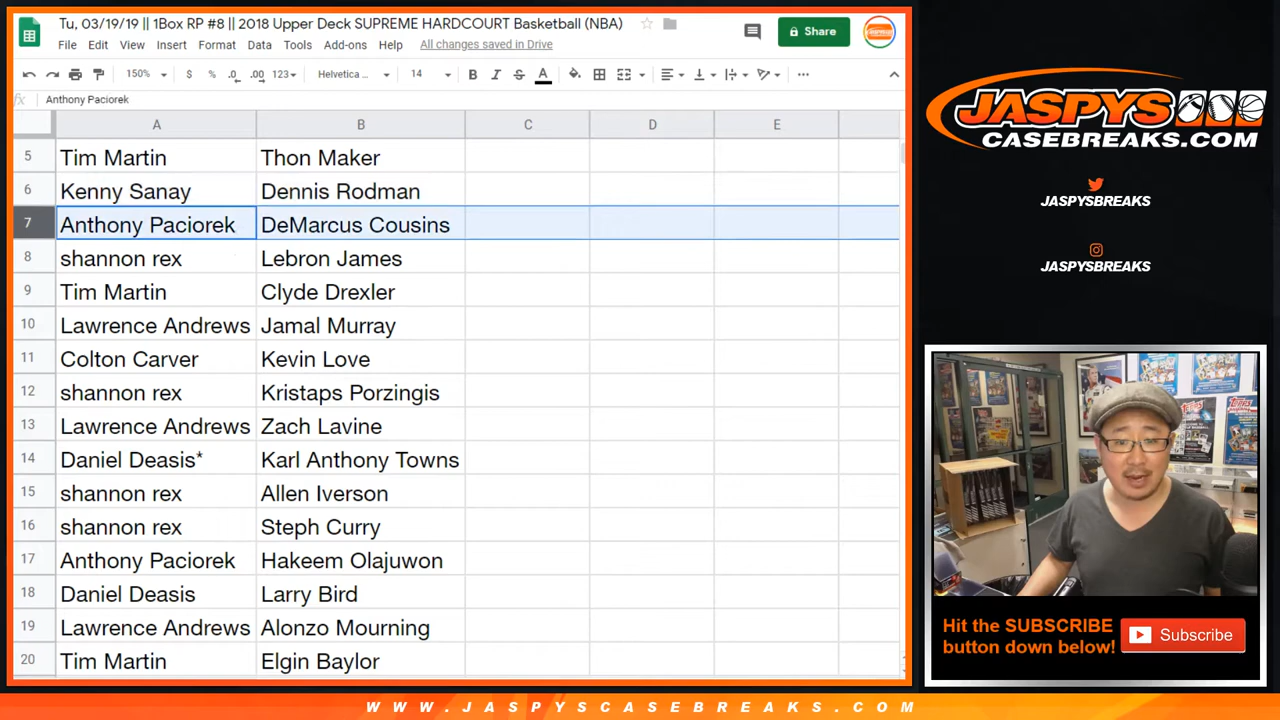 Tu, 03/19/19 || 1Box RP #8 || 2018 Upper Deck SUPREME HARDCOURT Basketball (NBA)
File Edit View Insert Format Data Tools Add-ons Help All changes saved in Drive
Share
150% $ % .0 .00 123 Helvetica ... 14 B I S A
fx Anthony Paciorek
A B C D E
5 Tim Martin Thon Maker
6 Kenny Sanay Dennis Rodman
7 Anthony Paciorek DeMarcus Cousins
8 shannon rex Lebron James
9 Tim Martin Clyde Drexler
10 Lawrence Andrews Jamal Murray
11 Colton Carver Kevin Love
12 shannon rex Kristaps Porzingis
13 Lawrence Andrews Zach Lavine
14 Daniel Deasis* Karl Anthony Towns
15 shannon rex Allen Iverson
16 shannon rex Steph Curry
17 Anthony Paciorek Hakeem Olajuwon
18 Daniel Deasis Larry Bird
19 Lawrence Andrews Alonzo Mourning
20 Tim Martin Elgin Baylor
JASPYS
CASEBREAKS.COM
JASPYSBREAKS
JASPYSBREAKS
Hit the SUBSCRIBE
button down below!
Subscribe
WWW.JASPYSCASEBREAKS.COM